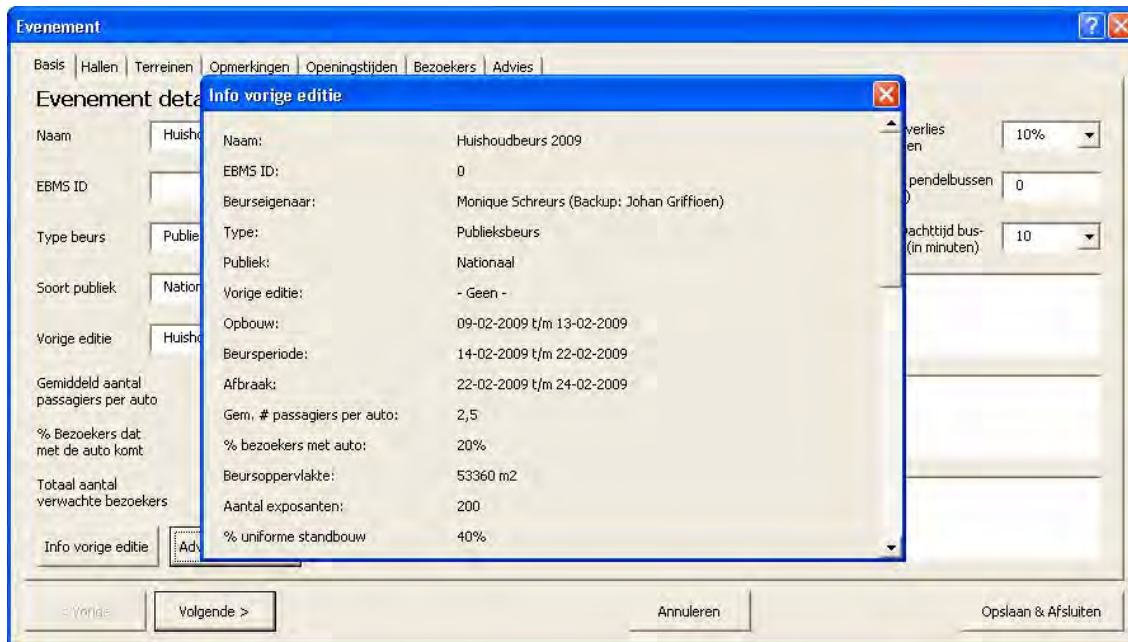 Evenement
Basis Hallen Terreinen Opmerkingen Openingstijden Bezoekers Advies
Evenement deta
Naam Huisho
EBMS ID
Type beurs Publie
Soort publiek Nation
Vorige editie Huisho
Gemiddeld aantal
passagiers per auto
% Bezoekers dat
met de auto komt
Totaal aantal
verwachte bezoekers
Info vorige editie Adv
Info vorige editie
Naam: Huishoudbeurs 2009
EBMS ID: 0
Beurseigenaar: Monique Schreurs (Backup: Johan Griffioen)
Type: Publieksbeurs
Publiek: Nationaal
Vorige editie: - Geen -
Opbouw: 09-02-2009 t/m 13-02-2009
Beursperiode: 14-02-2009 t/m 22-02-2009
Afbraak: 22-02-2009 t/m 24-02-2009
Gem. # passagiers per auto: 2,5
% bezoekers met auto: 20%
Beursoppervlakte: 53360 m2
Aantal exposanten: 200
% uniforme standbouw 40%
verlies
en 10%
pendelbussen
) 0
achttijd bus-
(in minuten) 10
< Vorige Volgende > Annuleren Opslaan & Afsluiten